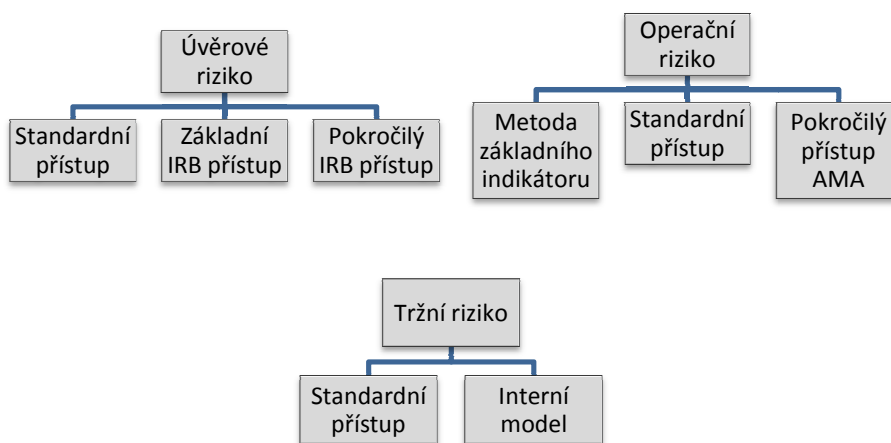 Úvěrové
riziko
Standardní
přístup
Základní
IRB přístup
Pokročilý
IRB přístup
Operační
riziko
Metoda
základního
indikátoru
Standardní
přístup
Pokročilý
přístup
AMA
Tržní riziko
Standardní
přístup
Interní
model